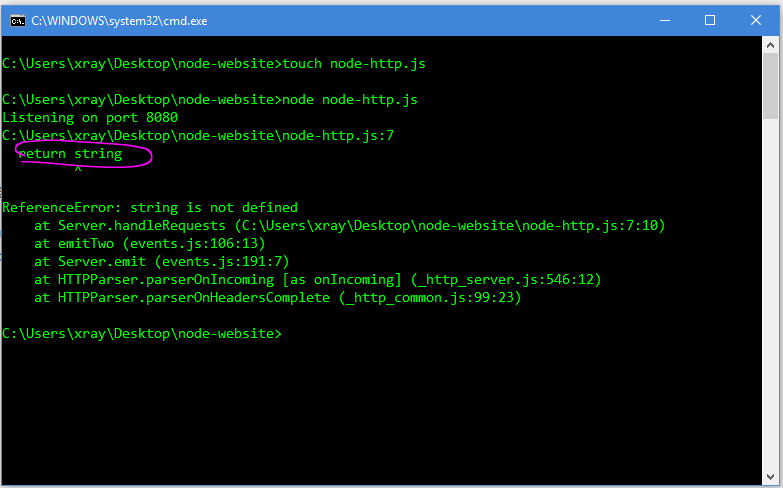 C:\WINDOWS\system32\cmd.exe
C:\Users\xray\Desktop\node-website>touch node-http.js
C:\Users\xray\Desktop\node-website>node node-http.js
Listening on port 8080
C:\Users\xray\Desktop\node-website\node-http.js:7
  return string
         ^
ReferenceError: string is not defined
    at Server.handleRequests (C:\Users\xray\Desktop\node-website\node-http.js:7:10)
    at emitTwo (events.js:106:13)
    at Server.emit (events.js:191:7)
    at HTTPParser.parserOnIncoming [as onIncoming] (_http_server.js:546:12)
    at HTTPParser.parserOnHeadersComplete (_http_common.js:99:23)
C:\Users\xray\Desktop\node-website>